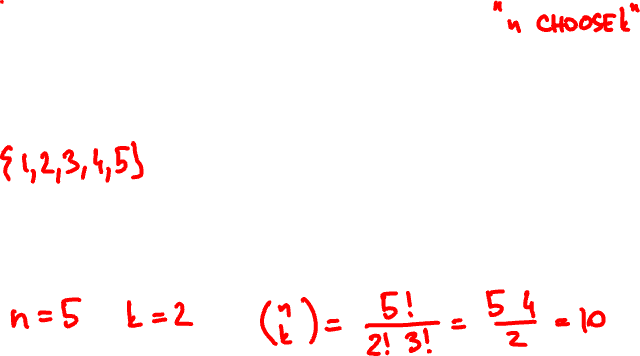 "n CHOOSE k"
{1,2,3,4,5}
n=5 k=2 (n k) = 5! / 2! 3! = 5 4 / 2 = 10